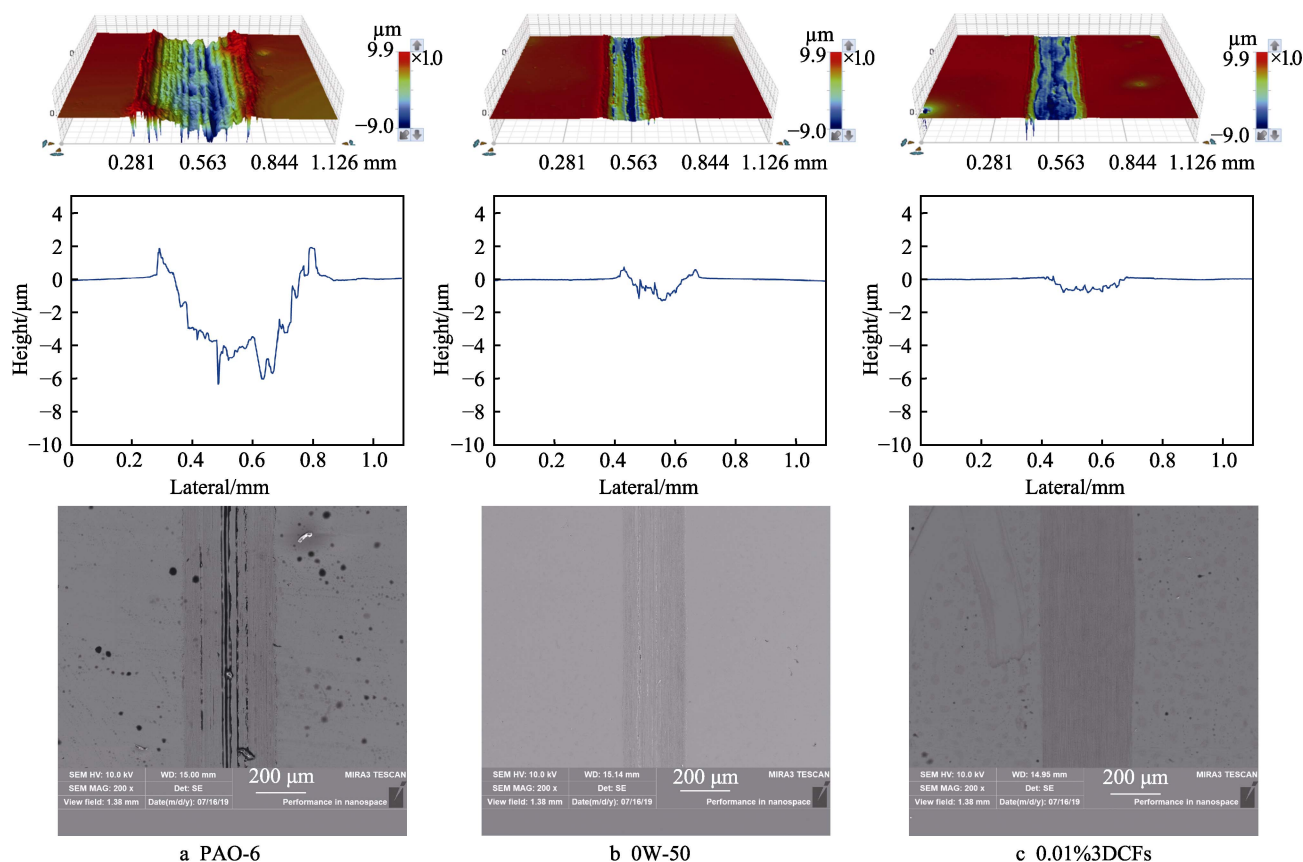 μm
9.9
×1.0
−9.0
0.281 0.563 0.844 1.126 mm
μm
9.9
×1.0
−9.0
0.281 0.563 0.844 1.126 mm
μm
9.9
×1.0
−9.0
0.281 0.563 0.844 1.126 mm
4
2
0
−2
−4
−6
−8
−10
Height/μm
0 0.2 0.4 0.6 0.8 1.0
Lateral/mm
4
2
0
−2
−4
−6
−8
−10
Height/μm
0 0.2 0.4 0.6 0.8 1.0
Lateral/mm
4
2
0
−2
−4
−6
−8
−10
Height/μm
0 0.2 0.4 0.6 0.8 1.0
Lateral/mm
SEM HV: 10.0 kV WD: 15.00 mm 200 μm MIRA3 TESCAN
SEM MAG: 200 x Det: SE
View field: 1.38 mm Date(m/d/y): 07/16/19 Performance in nanospace
SEM HV: 10.0 kV WD: 15.14 mm 200 μm MIRA3 TESCAN
SEM MAG: 200 x Det: SE
View field: 1.38 mm Date(m/d/y): 07/16/19 Performance in nanospace
SEM HV: 10.0 kV WD: 14.95 mm 200 μm MIRA3 TESCAN
SEM MAG: 200 x Det: SE
View field: 1.38 mm Date(m/d/y): 07/16/19 Performance in nanospace
a PAO-6
b 0W-50
c 0.01%3DCFs